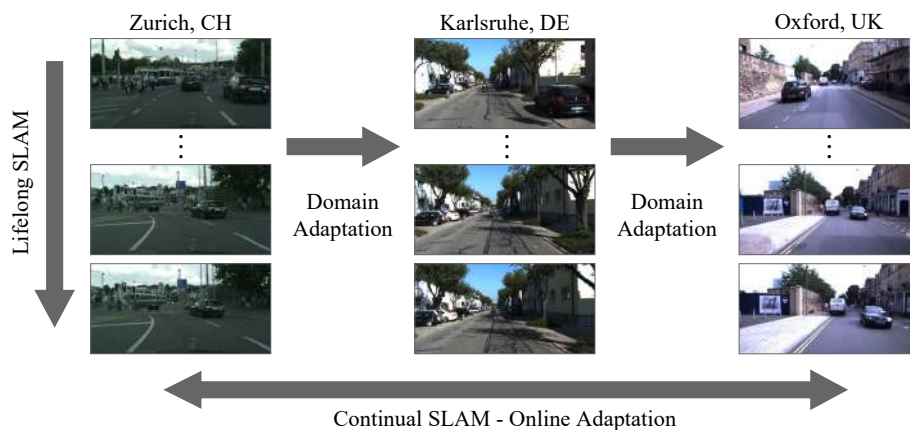 Zurich, CH
Karlsruhe, DE
Oxford, UK
Lifelong SLAM
Domain
Adaptation
Domain
Adaptation
Continual SLAM - Online Adaptation